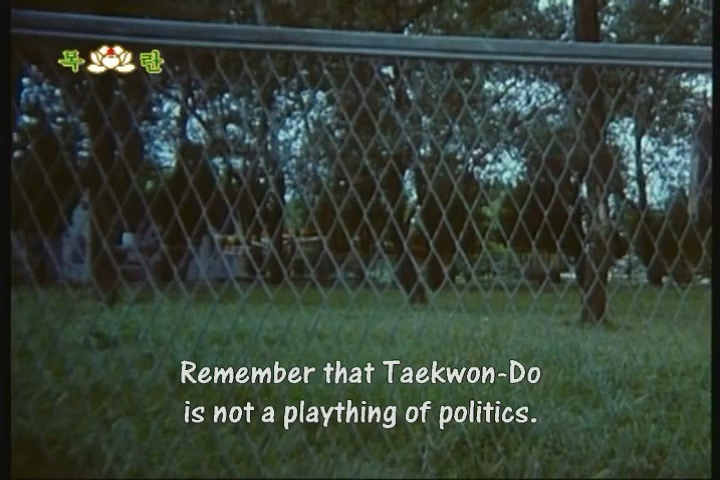 목란
Remember that Taekwon-Do
is not a plaything of politics.